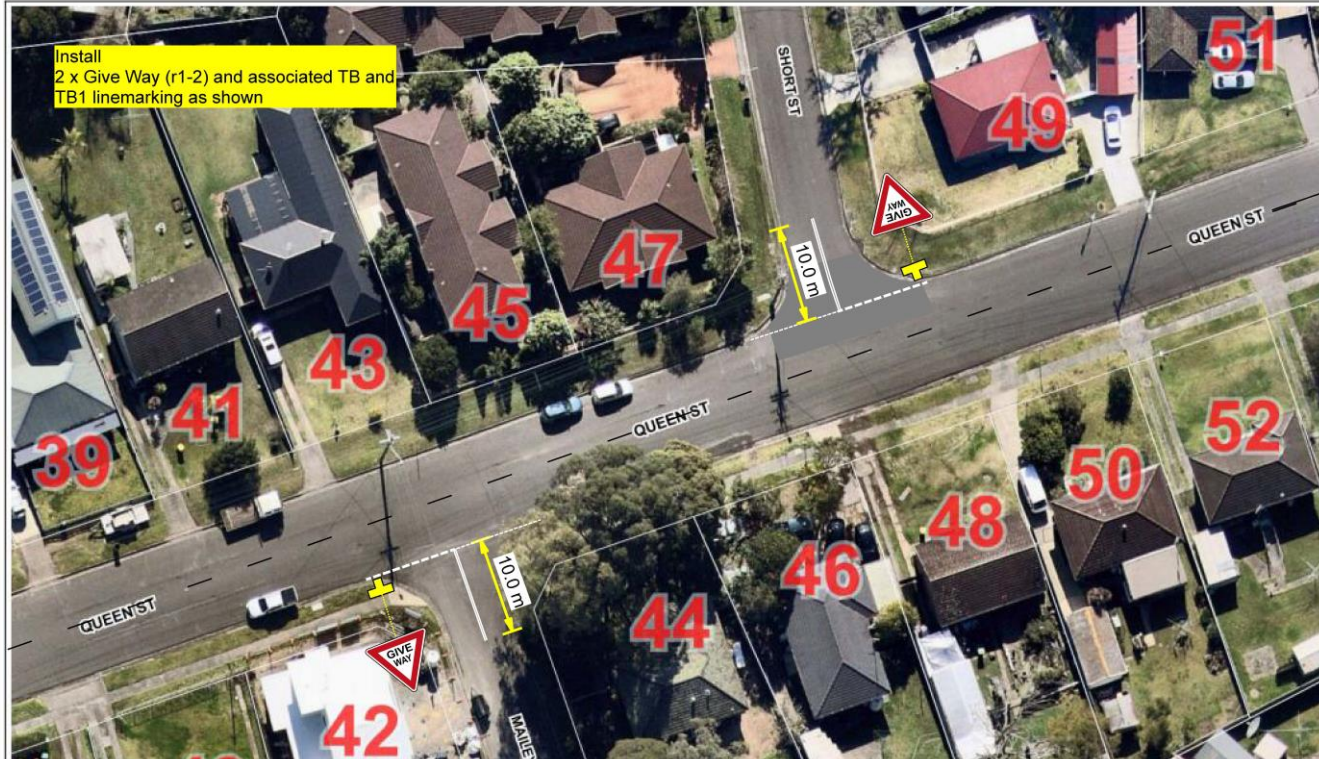 Install
2 x Give Way (r1-2) and associated TB and
TB1 linemarking as shown
SHORT ST
51
49
GIVE
WAY
QUEEN ST
47
10.0 m
45
43
41
39
QUEEN ST
52
50
48
46
44
10.0 m
QUEEN ST
GIVE
WAY
42
MAILEY